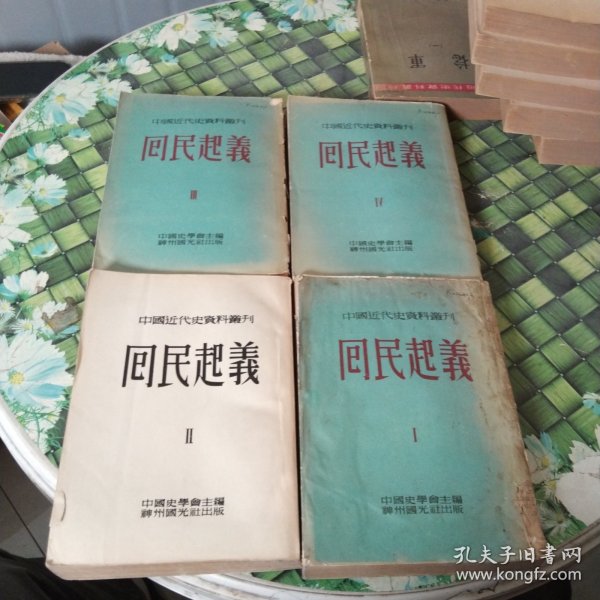 中國近代史資料叢刊
回民起義
III
中國史學會主編
神州國光社出版
中國近代史資料叢刊
回民起義
IV
中國史學會主編
神州國光社出版
中國近代史資料叢刊
回民起義
II
中國史學會主編
神州國光社出版
中國近代史資料叢刊
回民起義
I
中國史學會主編
神州國光社出版
捻軍
孔夫子旧书网
www.kongfz.com